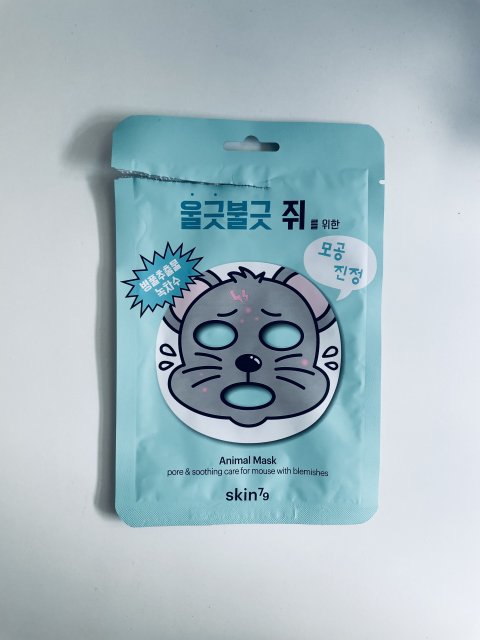 울긋불긋 쥐를 위한
모공
진정
병풀추출물
녹차수
Animal Mask
pore & soothing care for mouse with blemishes
skin79